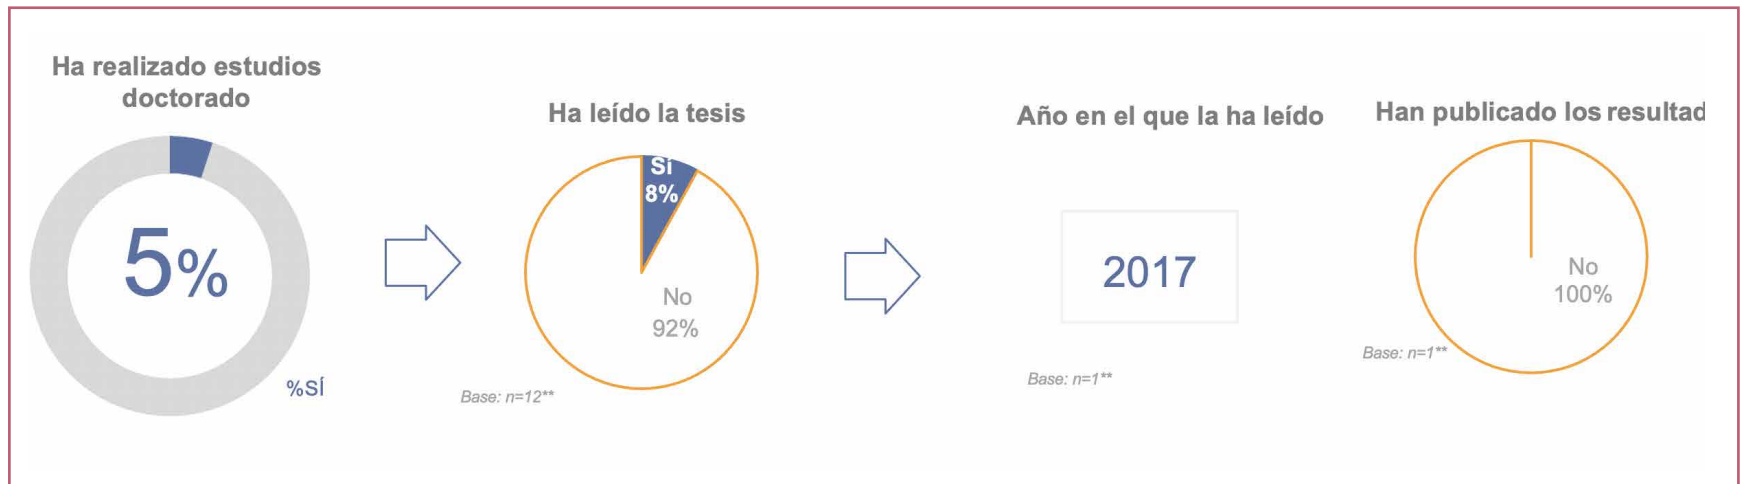 Ha realizado estudios
doctorado
5%
%SÍ
Ha leído la tesis
Sí
8%
No
92%
Base: n=12**
Año en el que la ha leído
2017
Base: n=1**
Han publicado los resultad
No
100%
Base: n=1**